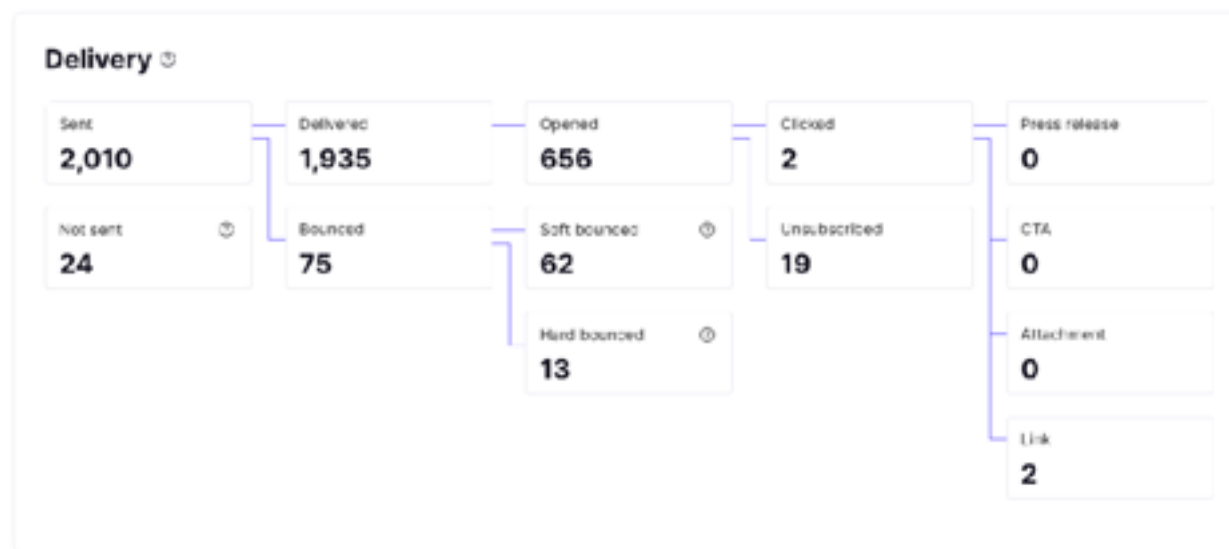 Delivery
Sent
2,010
Delivered
1,935
Opened
656
Clicked
2
Press release
0
Not sent
24
Bounced
75
Soft bounced
62
Unsubscribed
19
CTA
0
Hard bounced
13
Attachment
0
Link
2